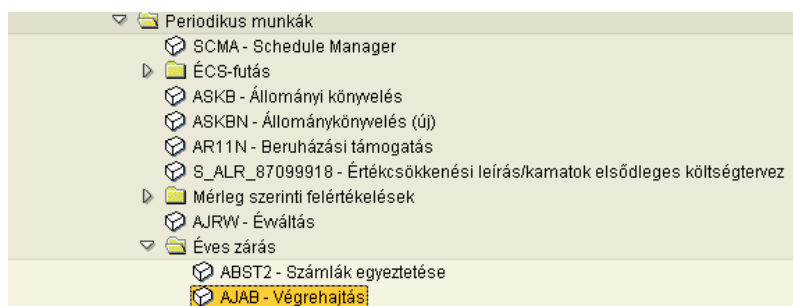 Periodikus munkák
SCMA - Schedule Manager
ÉCS-futás
ASKB - Állományi könyvelés
ASKBN - Állománykönyvelés (új)
AR11N - Beruházási támogatás
S_ALR_87099918 - Értékcsökkenési leírás/kamatok elsődleges költségtervez
Mérleg szerinti felértékelések
AJRW - Évváltás
Éves zárás
ABST2 - Számlák egyeztetése
AJAB - Végrehajtás